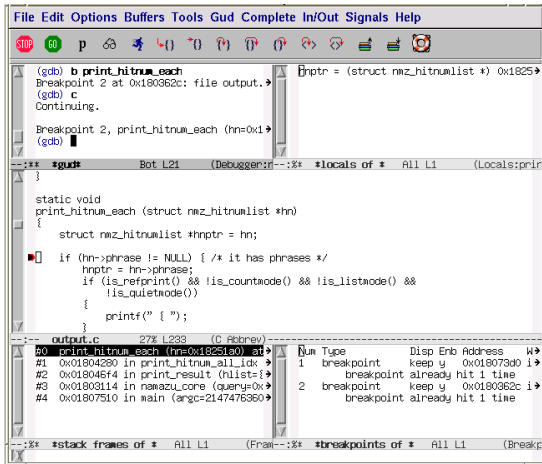 File Edit Options Buffers Tools Gud Complete In/Out Signals Help
STOP GO p
(gdb) b print_hitnum_each
Breakpoint 2 at 0x180362c: file output.
(gdb) c
Continuing.
Breakpoint 2, print_hitnum_each (hn=0x1
(gdb)
hnptr = (struct nmz_hitnumlist *) 0x1825
--:** *gud* Bot L21 (Debugger:r
--:%* *locals of * All L1 (Locals:prin
}
static void
print_hitnum_each (struct nmz_hitnumlist *hn)
{
struct nmz_hitnumlist *hnptr = hn;
if (hn->phrase != NULL) { /* it has phrases */
hnptr = hn->phrase;
if (is_refprint() && !is_countmode() && !is_listmode() &&
!is_quietmode())
{
printf(" { ");
}
--:-- output.c 27% L233 (C Abbrev)--
#0 print_hitnum_each (hn=0x18251a0) at
#1 0x01804280 in print_hitnum_all_idx
#2 0x018046f4 in print_result (hlist={
#3 0x01803114 in namazu_core (query=0x
#4 0x01807510 in main (argc=2147476360
Num Type Disp Enb Address W
1 breakpoint keep y 0x018073d0 i
breakpoint already hit 1 time
2 breakpoint keep y 0x0180362c i
breakpoint already hit 1 time
--:%* *stack frames of * All L1 (Fram
--:%* *breakpoints of * All L1 (Breakp